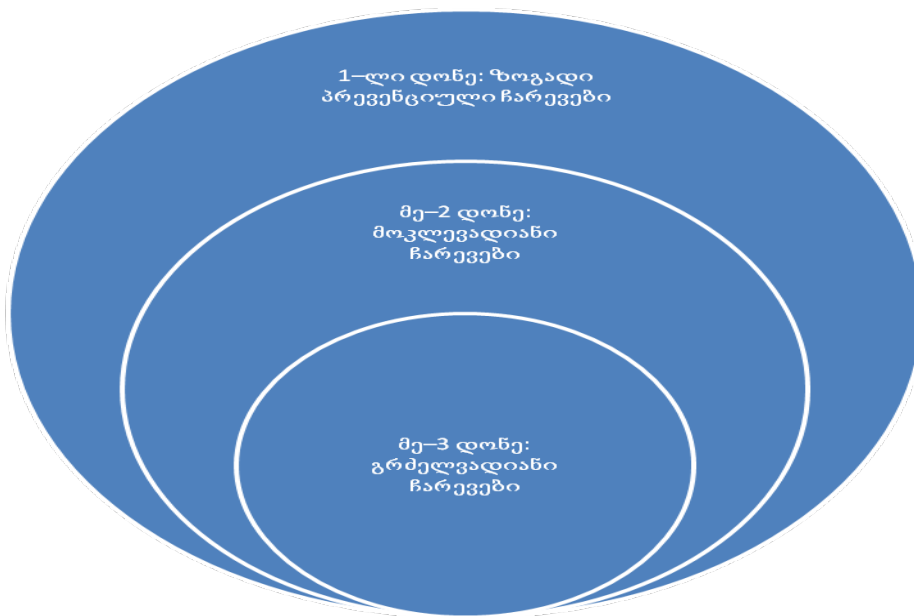 1–ლი დონე: ზოგადი
პრევენციული ჩარევები
მე–2 დონე:
მოკლევადიანი
ჩარევები
მე–3 დონე:
გრძელვადიანი
ჩარევები